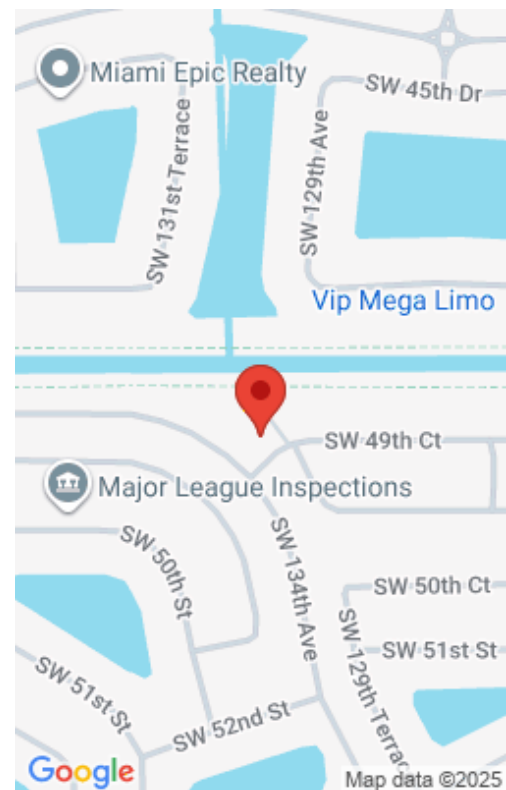 Miami Epic Realty
SW 45th Dr
SW 131st Terrace
SW 129th Ave
Vip Mega Limo
SW 49th Ct
Major League Inspections
SW 50th St
SW 134th Ave
SW 50th Ct
SW 51st St
SW 129th Terrac
SW 51st St
SW 52nd St
Google
Map data ©2025